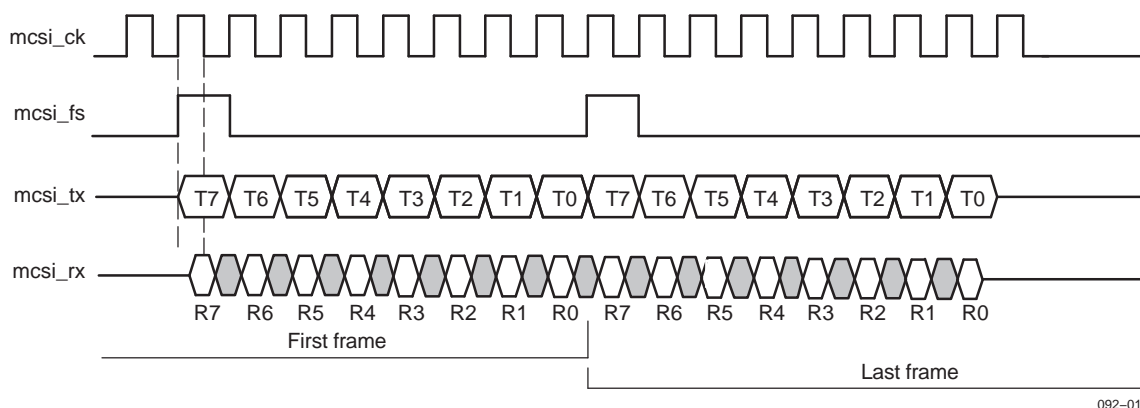 mcsi_ck
mcsi_fs
mcsi_tx
T7 T6 T5 T4 T3 T2 T1 T0 T7 T6 T5 T4 T3 T2 T1 T0
mcsi_rx
R7 R6 R5 R4 R3 R2 R1 R0 R7 R6 R5 R4 R3 R2 R1 R0
First frame
Last frame
092–01